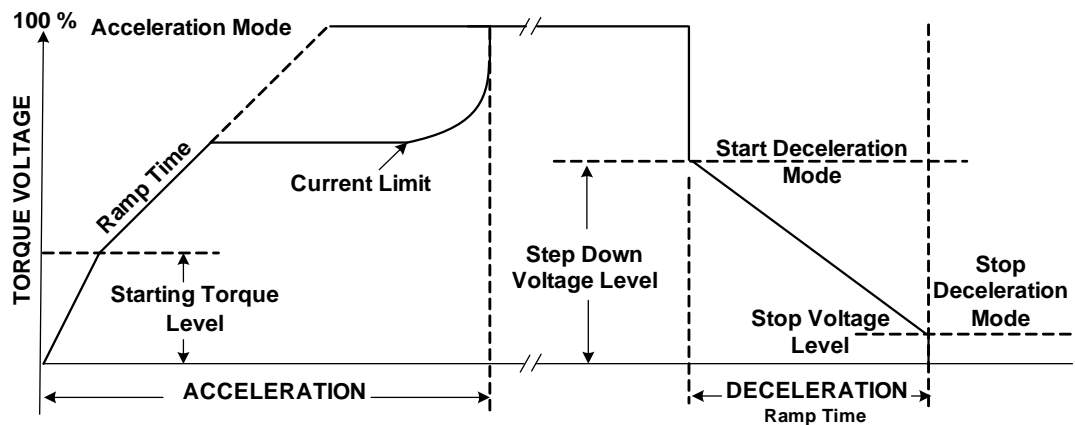 100 %
Acceleration Mode
TORQUE VOLTAGE
Ramp Time
Current Limit
Starting Torque
Level
ACCELERATION
Step Down
Voltage Level
Start Deceleration
Mode
Stop Voltage
Level
Stop
Deceleration
Mode
DECELERATION
Ramp Time